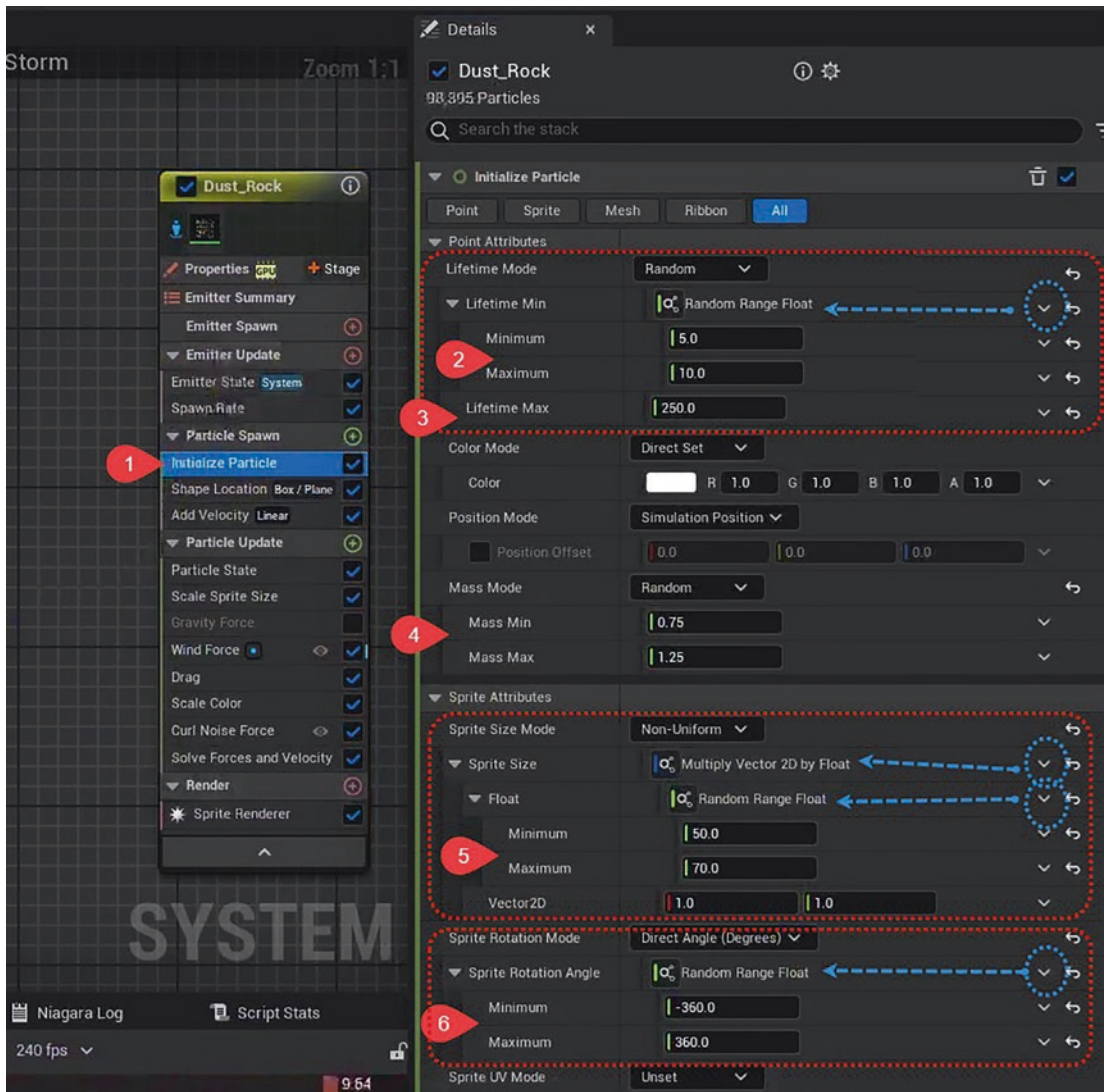 Storm
Zoom 1:1
Dust_Rock
Properties GPU Stage
Emitter Summary
Emitter Spawn
Emitter Update
Emitter State System
Spawn Rate
Particle Spawn
1
Initialize Particle
Shape Location Box / Plane
Add Velocity Linear
Particle Update
Particle State
Scale Sprite Size
Gravity Force
Wind Force
Drag
Scale Color
Curl Noise Force
Solve Forces and Velocity
Render
Sprite Renderer
SYSTEM
Niagara Log Script Stats
240 fps
9.64
Details
Dust_Rock
98,895 Particles
Search the stack
Initialize Particle
Point Sprite Mesh Ribbon All
Point Attributes
Lifetime Mode Random
Lifetime Min Random Range Float
Minimum 5.0
2
Maximum 10.0
3
Lifetime Max 250.0
Color Mode Direct Set
Color R 1.0 G 1.0 B 1.0 A 1.0
Position Mode Simulation Position
Position Offset 0.0 0.0 0.0
Mass Mode Random
4
Mass Min 0.75
Mass Max 1.25
Sprite Attributes
Sprite Size Mode Non-Uniform
Sprite Size Multiply Vector 2D by Float
Float Random Range Float
Minimum 50.0
5
Maximum 70.0
Vector2D 1.0 1.0
Sprite Rotation Mode Direct Angle (Degrees)
Sprite Rotation Angle Random Range Float
Minimum -360.0
6
Maximum 360.0
Sprite UV Mode Unset